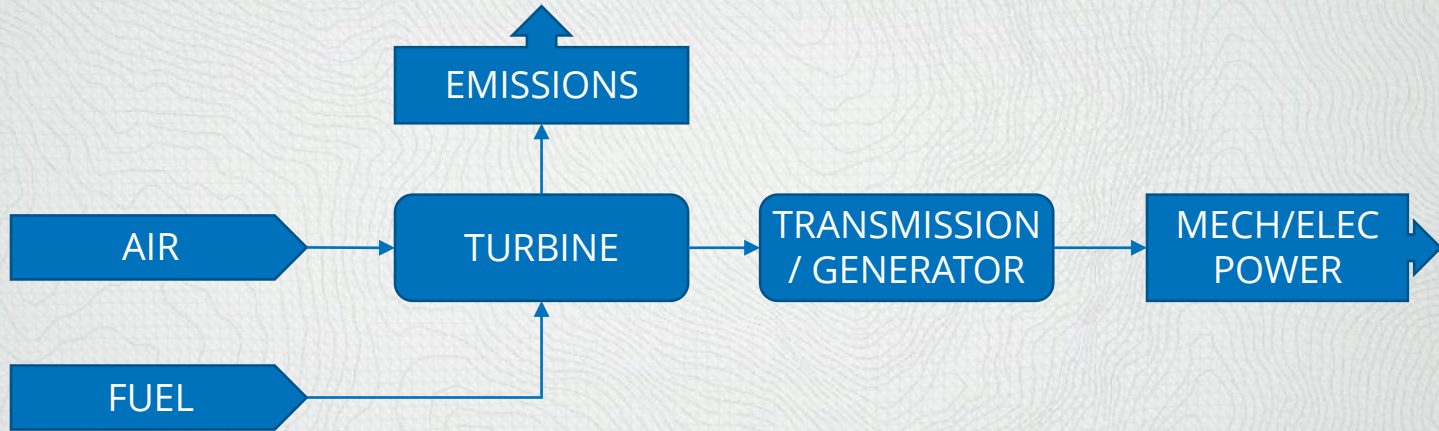 EMISSIONS
AIR
TURBINE
TRANSMISSION
/ GENERATOR
MECH/ELEC
POWER
FUEL